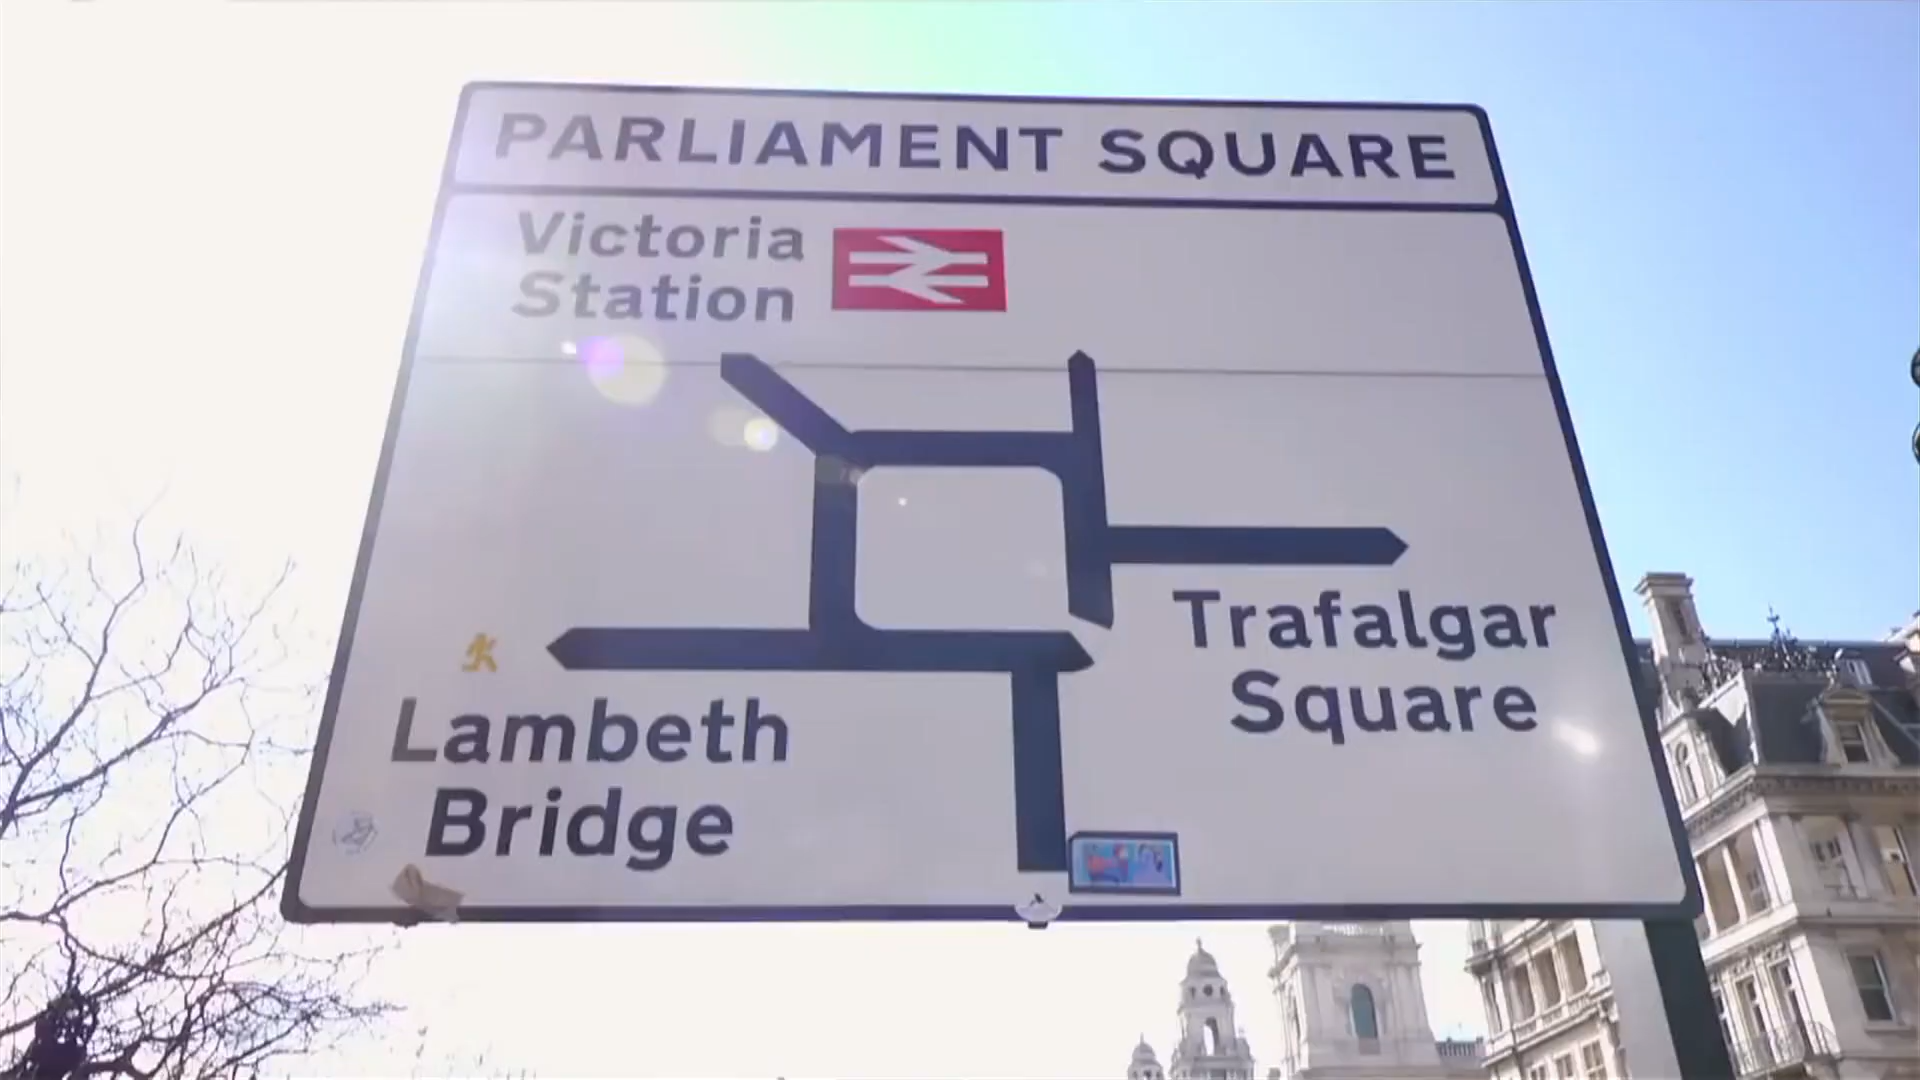 PARLIAMENT SQUARE
Victoria
Station
Trafalgar
Square
Lambeth
Bridge